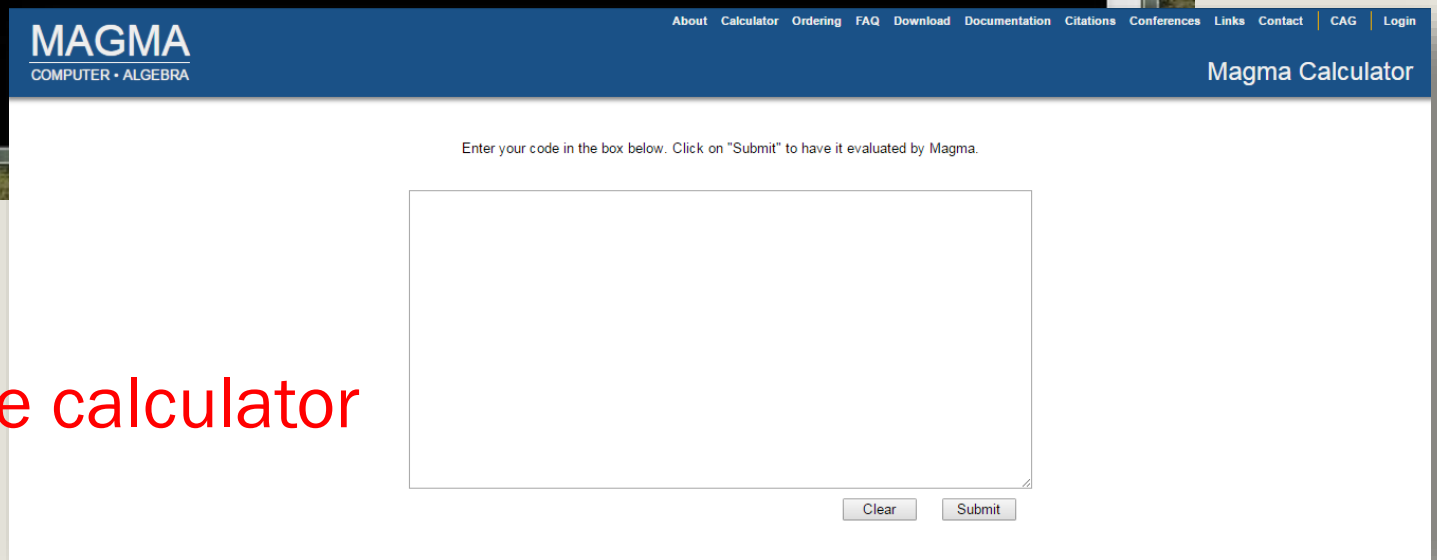 About Calculator Ordering FAQ Download Documentation Citations Conferences Links Contact CAG Login
MAGMA
COMPUTER • ALGEBRA
Magma Calculator
Enter your code in the box below. Click on "Submit" to have it evaluated by Magma.
e calculator
Clear Submit